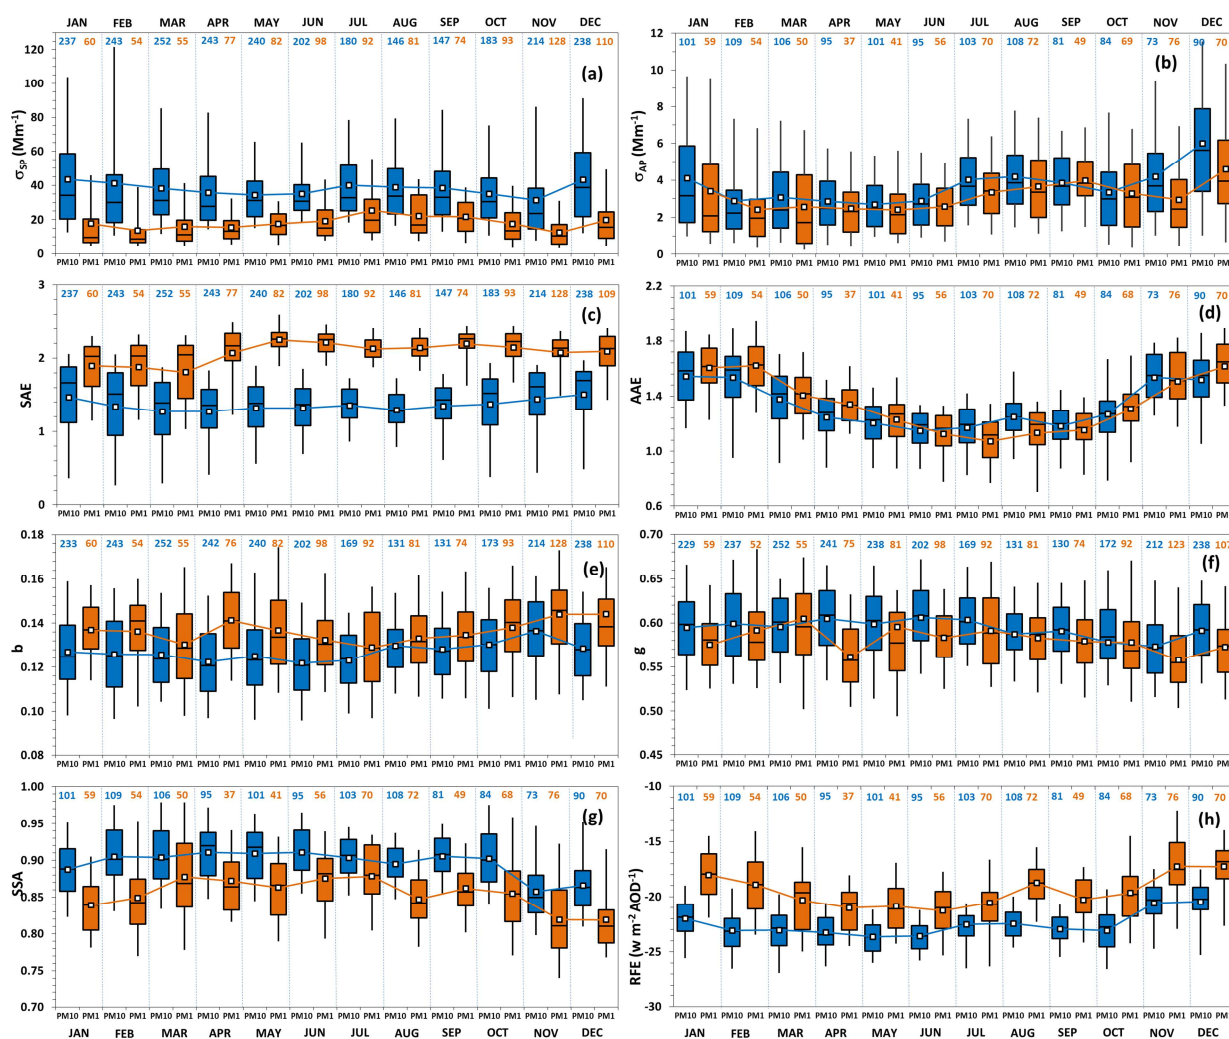 JAN FEB MAR APR MAY JUN JUL AUG SEP OCT NOV DEC
237 60 243 54 252 55 243 77 240 82 202 98 180 92 146 81 147 74 183 93 214 128 238 110
(a)
σSP (Mm-1)
120
100
80
60
40
20
0
PM10 PM1 PM10 PM1 PM10 PM1 PM10 PM1 PM10 PM1 PM10 PM1 PM10 PM1 PM10 PM1 PM10 PM1 PM10 PM1 PM10 PM1 PM10 PM1
JAN FEB MAR APR MAY JUN JUL AUG SEP OCT NOV DEC
101 59 109 54 106 50 95 37 101 41 95 56 103 70 108 72 81 49 84 69 73 76 90 70
(b)
σAP (Mm-1)
12
10
8
6
4
2
0
PM10 PM1 PM10 PM1 PM10 PM1 PM10 PM1 PM10 PM1 PM10 PM1 PM10 PM1 PM10 PM1 PM10 PM1 PM10 PM1 PM10 PM1 PM10 PM1
237 60 243 54 252 55 243 77 240 82 202 98 180 92 146 81 147 74 183 93 214 128 238 109
(c)
SAE
3
2
1
0
PM10 PM1 PM10 PM1 PM10 PM1 PM10 PM1 PM10 PM1 PM10 PM1 PM10 PM1 PM10 PM1 PM10 PM1 PM10 PM1 PM10 PM1 PM10 PM1
101 59 109 54 106 50 95 37 101 41 95 56 103 70 108 72 81 49 84 68 73 76 90 70
(d)
AAE
2.2
1.8
1.4
1.0
0.6
PM10 PM1 PM10 PM1 PM10 PM1 PM10 PM1 PM10 PM1 PM10 PM1 PM10 PM1 PM10 PM1 PM10 PM1 PM10 PM1 PM10 PM1 PM10 PM1
233 60 243 54 252 55 242 76 240 82 202 98 169 92 131 81 131 74 173 93 214 128 238 110
(e)
b
0.18
0.16
0.14
0.12
0.10
0.08
PM10 PM1 PM10 PM1 PM10 PM1 PM10 PM1 PM10 PM1 PM10 PM1 PM10 PM1 PM10 PM1 PM10 PM1 PM10 PM1 PM10 PM1 PM10 PM1
229 59 237 52 252 55 241 75 238 81 202 98 169 92 131 81 130 74 172 92 212 123 238 107
(f)
g
0.70
0.65
0.60
0.55
0.50
0.45
PM10 PM1 PM10 PM1 PM10 PM1 PM10 PM1 PM10 PM1 PM10 PM1 PM10 PM1 PM10 PM1 PM10 PM1 PM10 PM1 PM10 PM1 PM10 PM1
101 59 109 54 106 50 95 37 101 41 95 56 103 70 108 72 81 49 84 68 73 76 90 70
(g)
SSA
1.00
0.95
0.90
0.85
0.80
0.75
0.70
PM10 PM1 PM10 PM1 PM10 PM1 PM10 PM1 PM10 PM1 PM10 PM1 PM10 PM1 PM10 PM1 PM10 PM1 PM10 PM1 PM10 PM1 PM10 PM1
JAN FEB MAR APR MAY JUN JUL AUG SEP OCT NOV DEC
101 59 109 54 106 50 95 37 101 41 95 56 103 70 108 72 81 49 84 68 73 76 90 70
(h)
RFE (w m-2 AOD-1)
-10
-15
-20
-25
-30
PM10 PM1 PM10 PM1 PM10 PM1 PM10 PM1 PM10 PM1 PM10 PM1 PM10 PM1 PM10 PM1 PM10 PM1 PM10 PM1 PM10 PM1 PM10 PM1
JAN FEB MAR APR MAY JUN JUL AUG SEP OCT NOV DEC